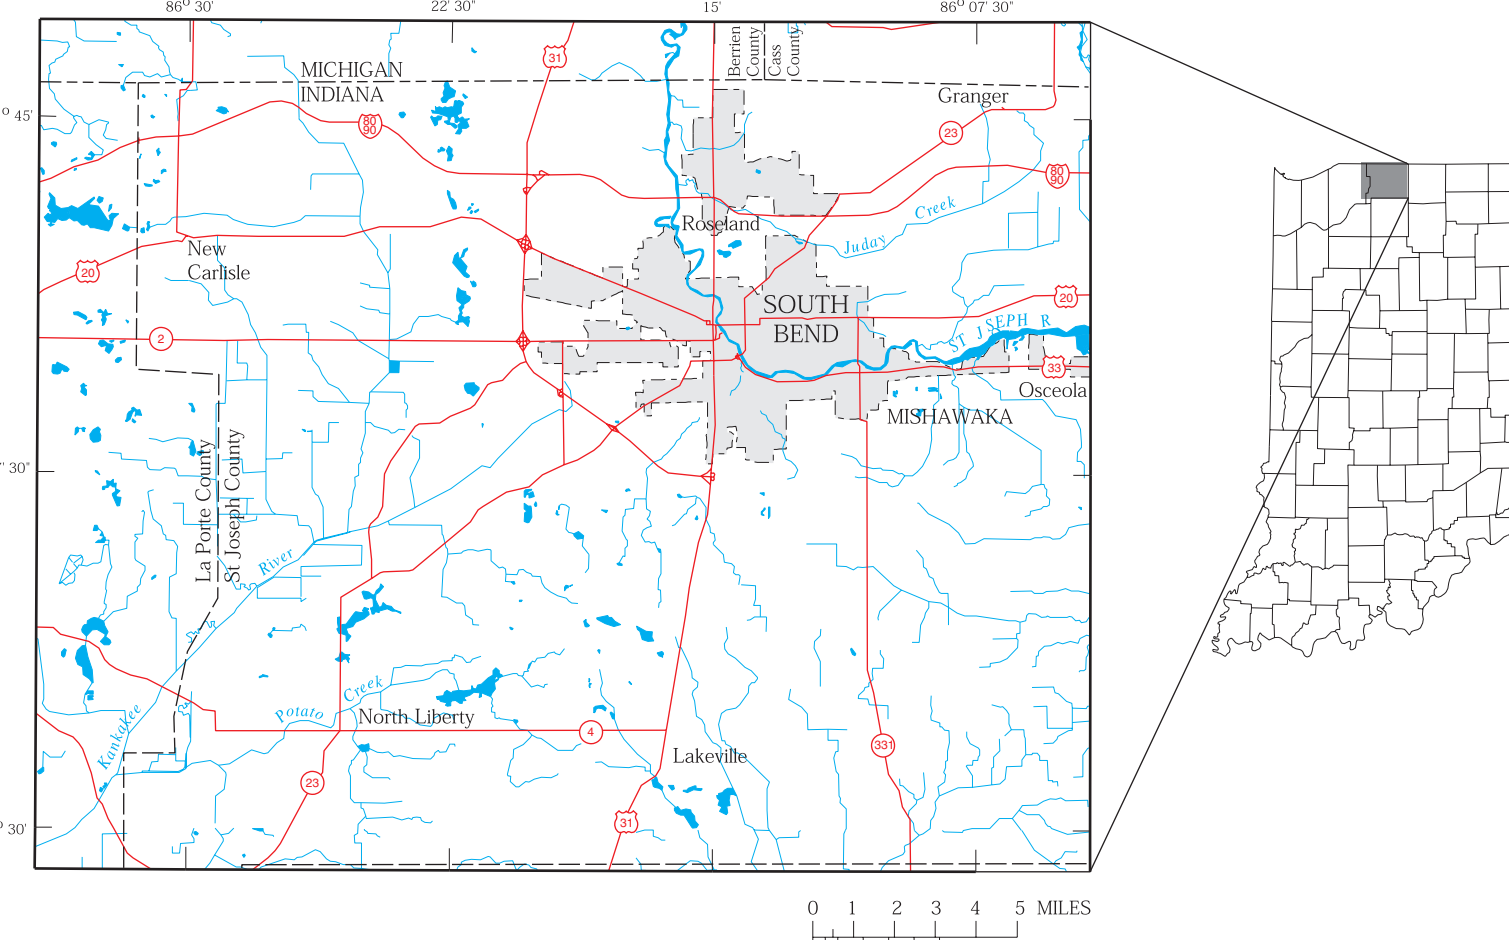 86° 30'
22' 30"
15'
86° 07' 30"
Berrien
County
Cass
County
31
MICHIGAN
INDIANA
80
90
Granger
23
° 45'
80
90
Creek
Juday
Roseland
New
Carlisle
20
20
SOUTH
BEND
ST J SEPH R
2
33
Osceola
MISHAWAKA
' 30"
La Porte County
St Joseph County
River
Creek
Potato
North Liberty
Kankakee
4
331
Lakeville
23
31
° 30'
0 1 2 3 4 5 MILES